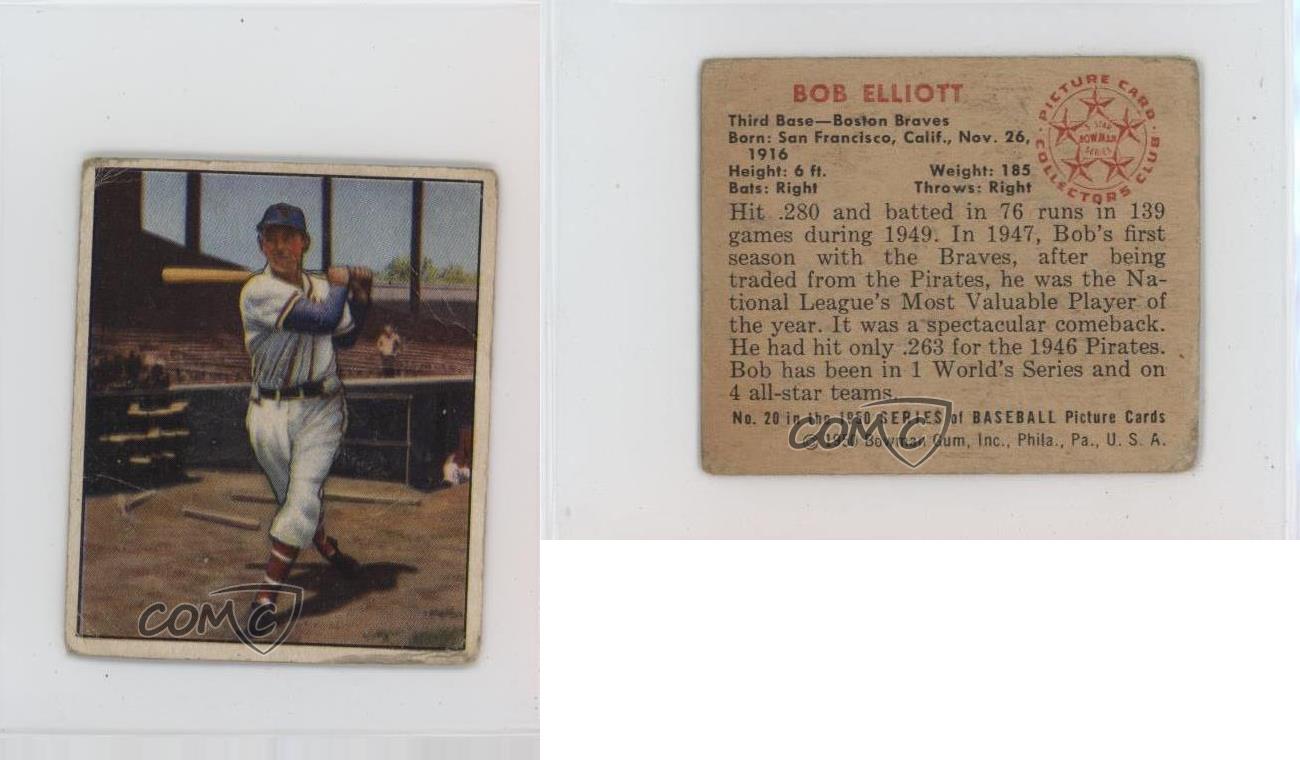 BOB ELLIOTT
Third Base—Boston Braves
Born: San Francisco, Calif., Nov. 26,
1916
Height: 6 ft. Weight: 185
Bats: Right Throws: Right
PICTURE CARD
COLLECTORS CLUB
5 STAR
BOWMAN
SERIES
Hit .280 and batted in 76 runs in 139
games during 1949. In 1947, Bob's first
season with the Braves, after being
traded from the Pirates, he was the Na-
tional League's Most Valuable Player of
the year. It was a spectacular comeback.
He had hit only .263 for the 1946 Pirates.
Bob has been in 1 World's Series and on
4 all-star teams.
No. 20 in the 1950 SERIES of BASEBALL Picture Cards
© 1950 Bowman Gum, Inc., Phila., Pa., U. S. A.
COMC
COMC